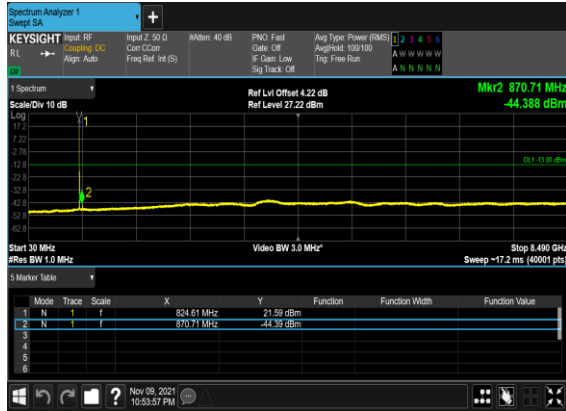 Spectrum Analyzer 1
Swept SA
+
KEYSIGHT Input: RF Input Z: 50 Ω #Atten: 40 dB PNO: Fast Avg Type: Power (RMS) 1 2 3 4 5 6
RL Coupling: DC Corr CCorr Gate: Off Avg|Hold: 100/100 A W W W W W
Align: Auto Freq Ref: Int (S) IF Gain: Low Trig: Free Run
Sig Track: Off A N N N N N
1 Spectrum Ref Lvl Offset 4.22 dB Mkr2 870.71 MHz
Scale/Div 10 dB Ref Level 27.22 dBm -44.388 dBm
Log
17.2
7.22
-2.78
-12.8
-22.8
-32.8
-42.8
-52.8
-62.8
1
2
DL1 -13.00 dBm
Start 30 MHz Video BW 3.0 MHz* Stop 8.490 GHz
#Res BW 1.0 MHz Sweep ~17.2 ms (40001 pts)
5 Marker Table
Mode Trace Scale X Y Function Function Width Function Value
1 N 1 f 824.61 MHz 21.59 dBm
2 N 1 f 870.71 MHz -44.39 dBm
3
4
5
6
? Nov 09, 2021
10:53:57 PM